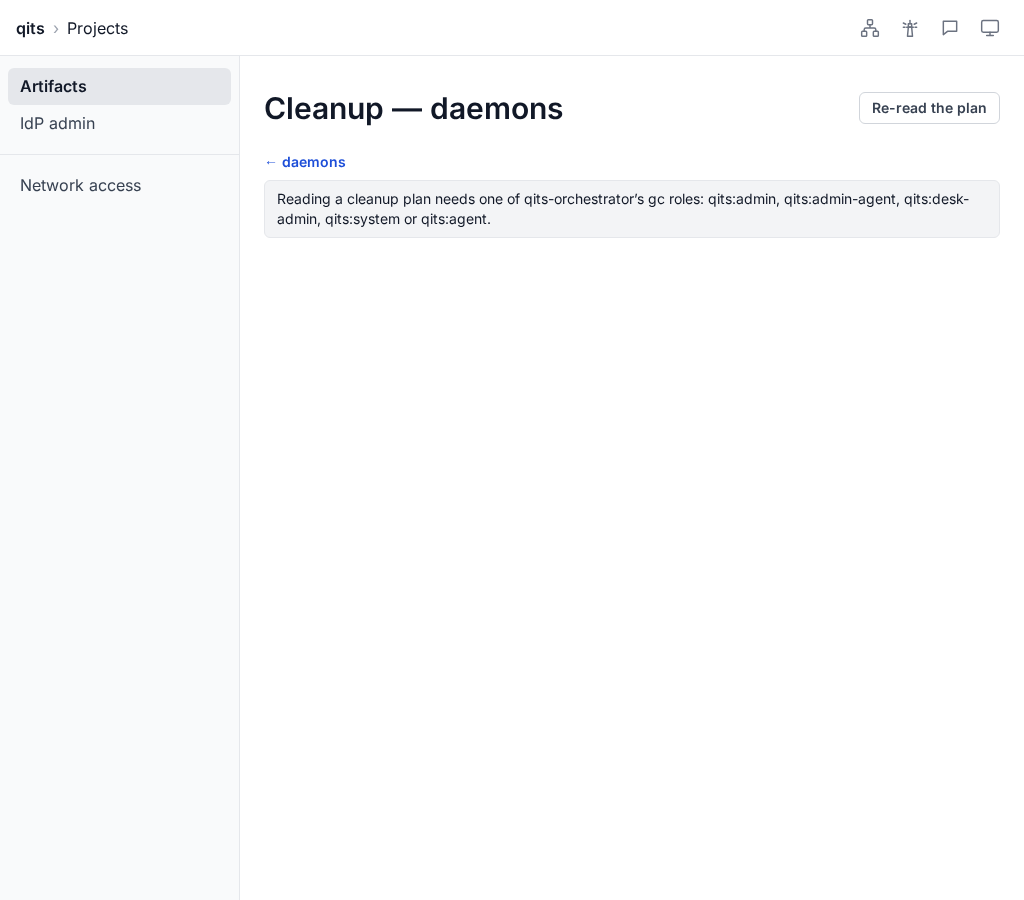 qits › Projects
Artifacts
IdP admin
Network access
Cleanup — daemons
Re-read the plan
← daemons
Reading a cleanup plan needs one of qits-orchestrator’s gc roles: qits:admin, qits:admin-agent, qits:desk-
admin, qits:system or qits:agent.